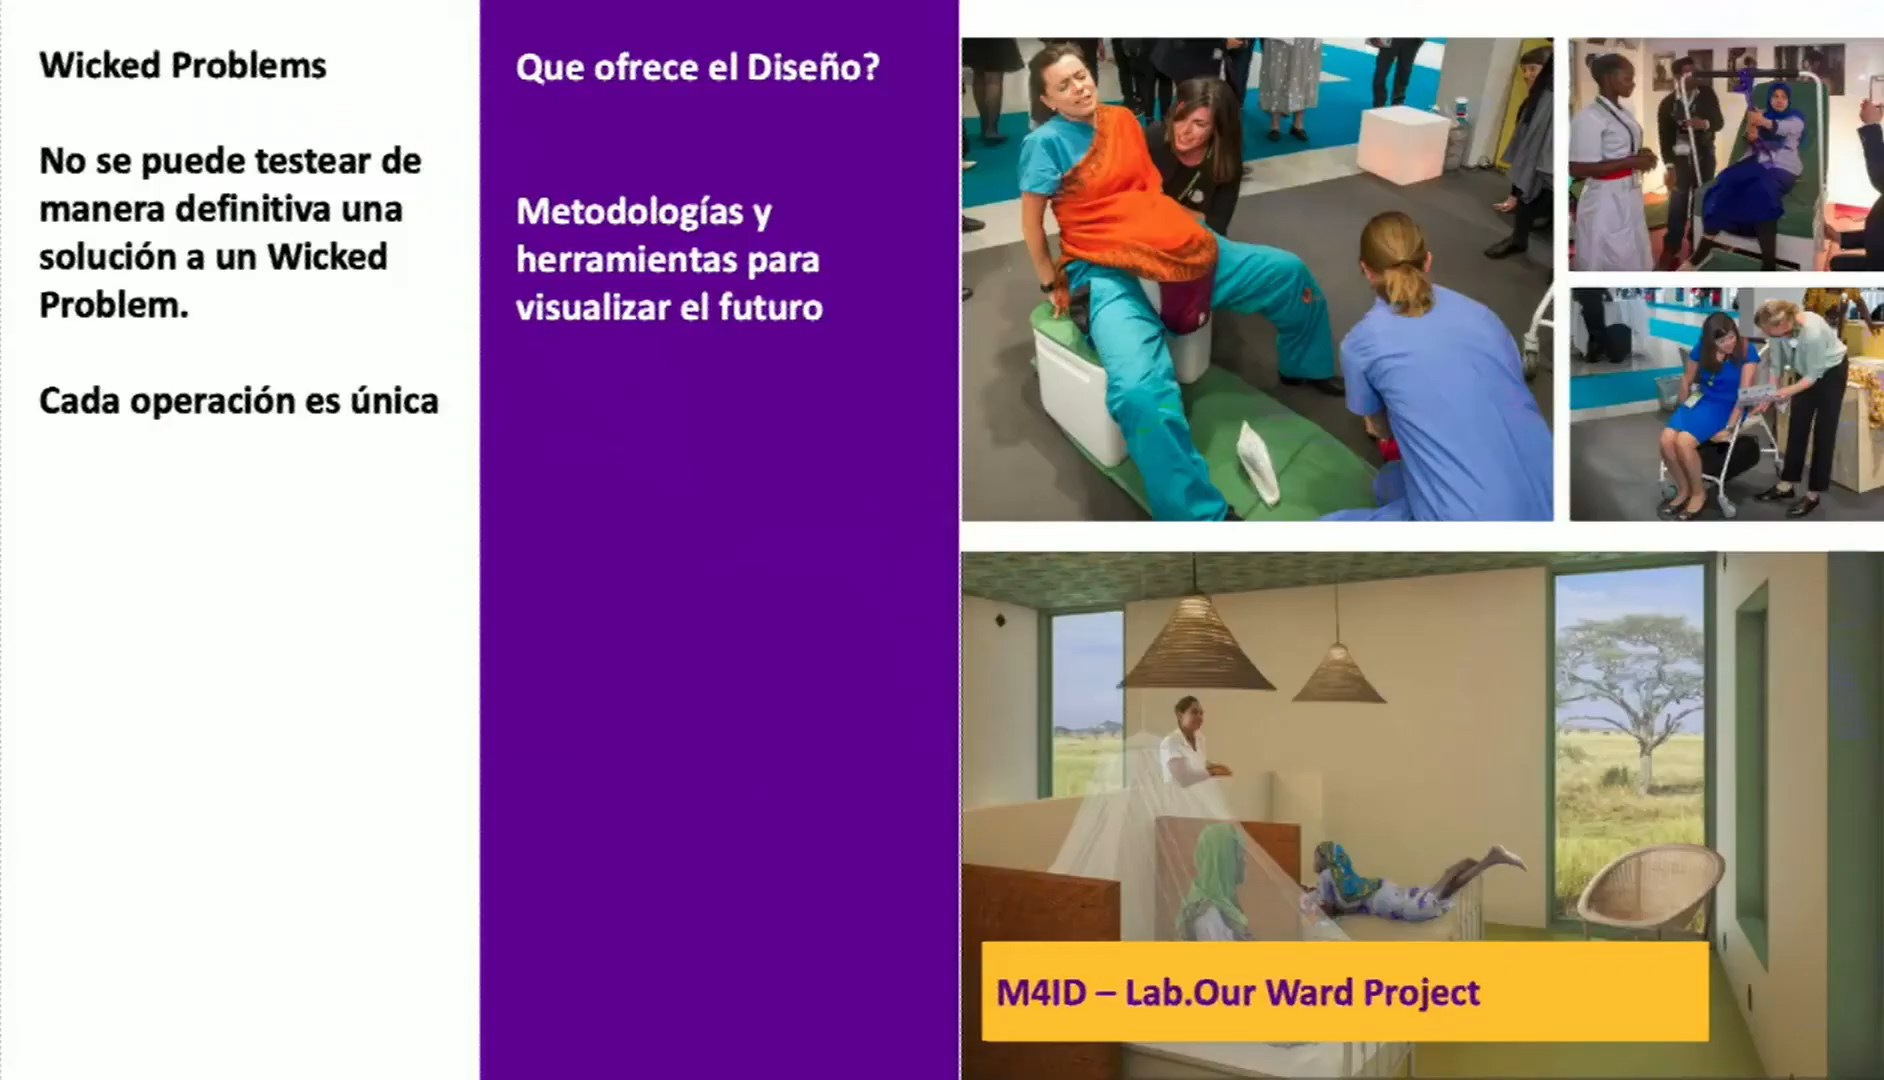 Wicked Problems
No se puede testear de
manera definitiva una
solución a un Wicked
Problem.
Cada operación es única
Que ofrece el Diseño?
Metodologías y
herramientas para
visualizar el futuro
M4ID – Lab.Our Ward Project